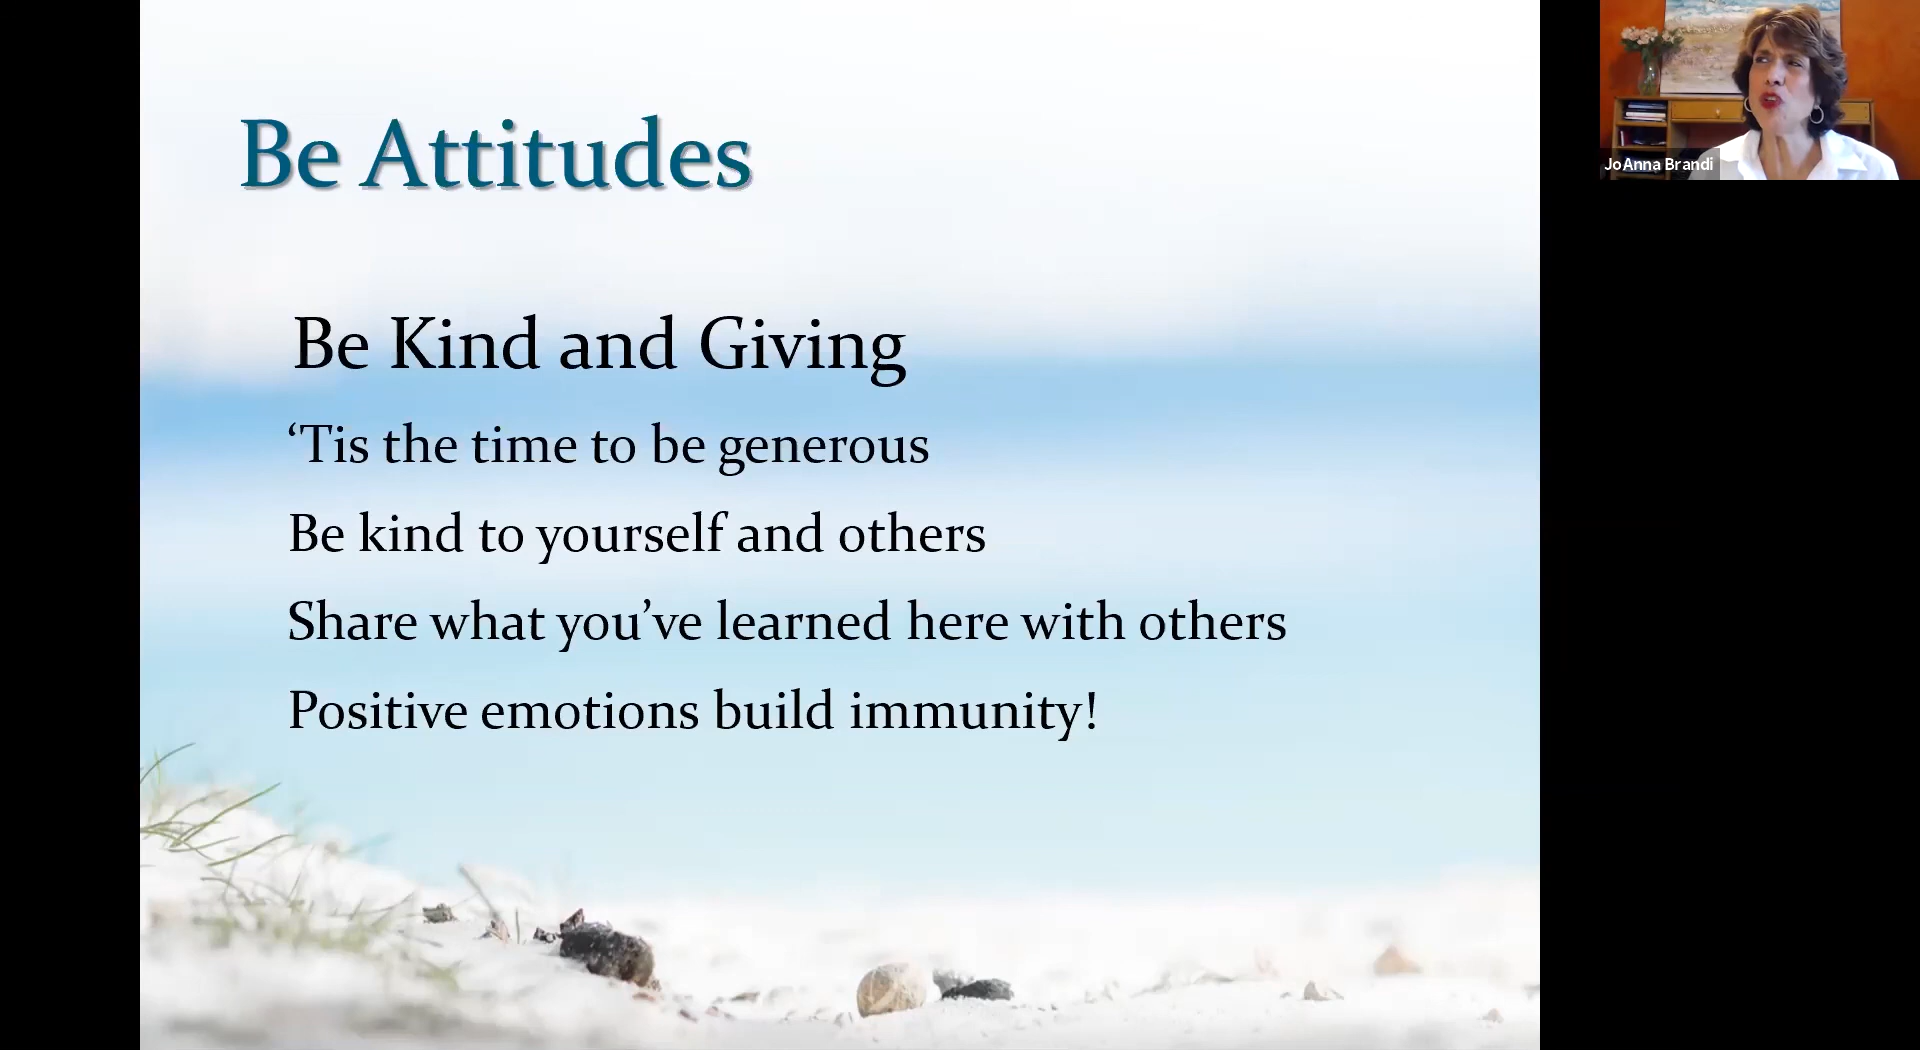 Be Attitudes
Be Kind and Giving
‘Tis the time to be generous
Be kind to yourself and others
Share what you’ve learned here with others
Positive emotions build immunity!
JoAnna Brandi